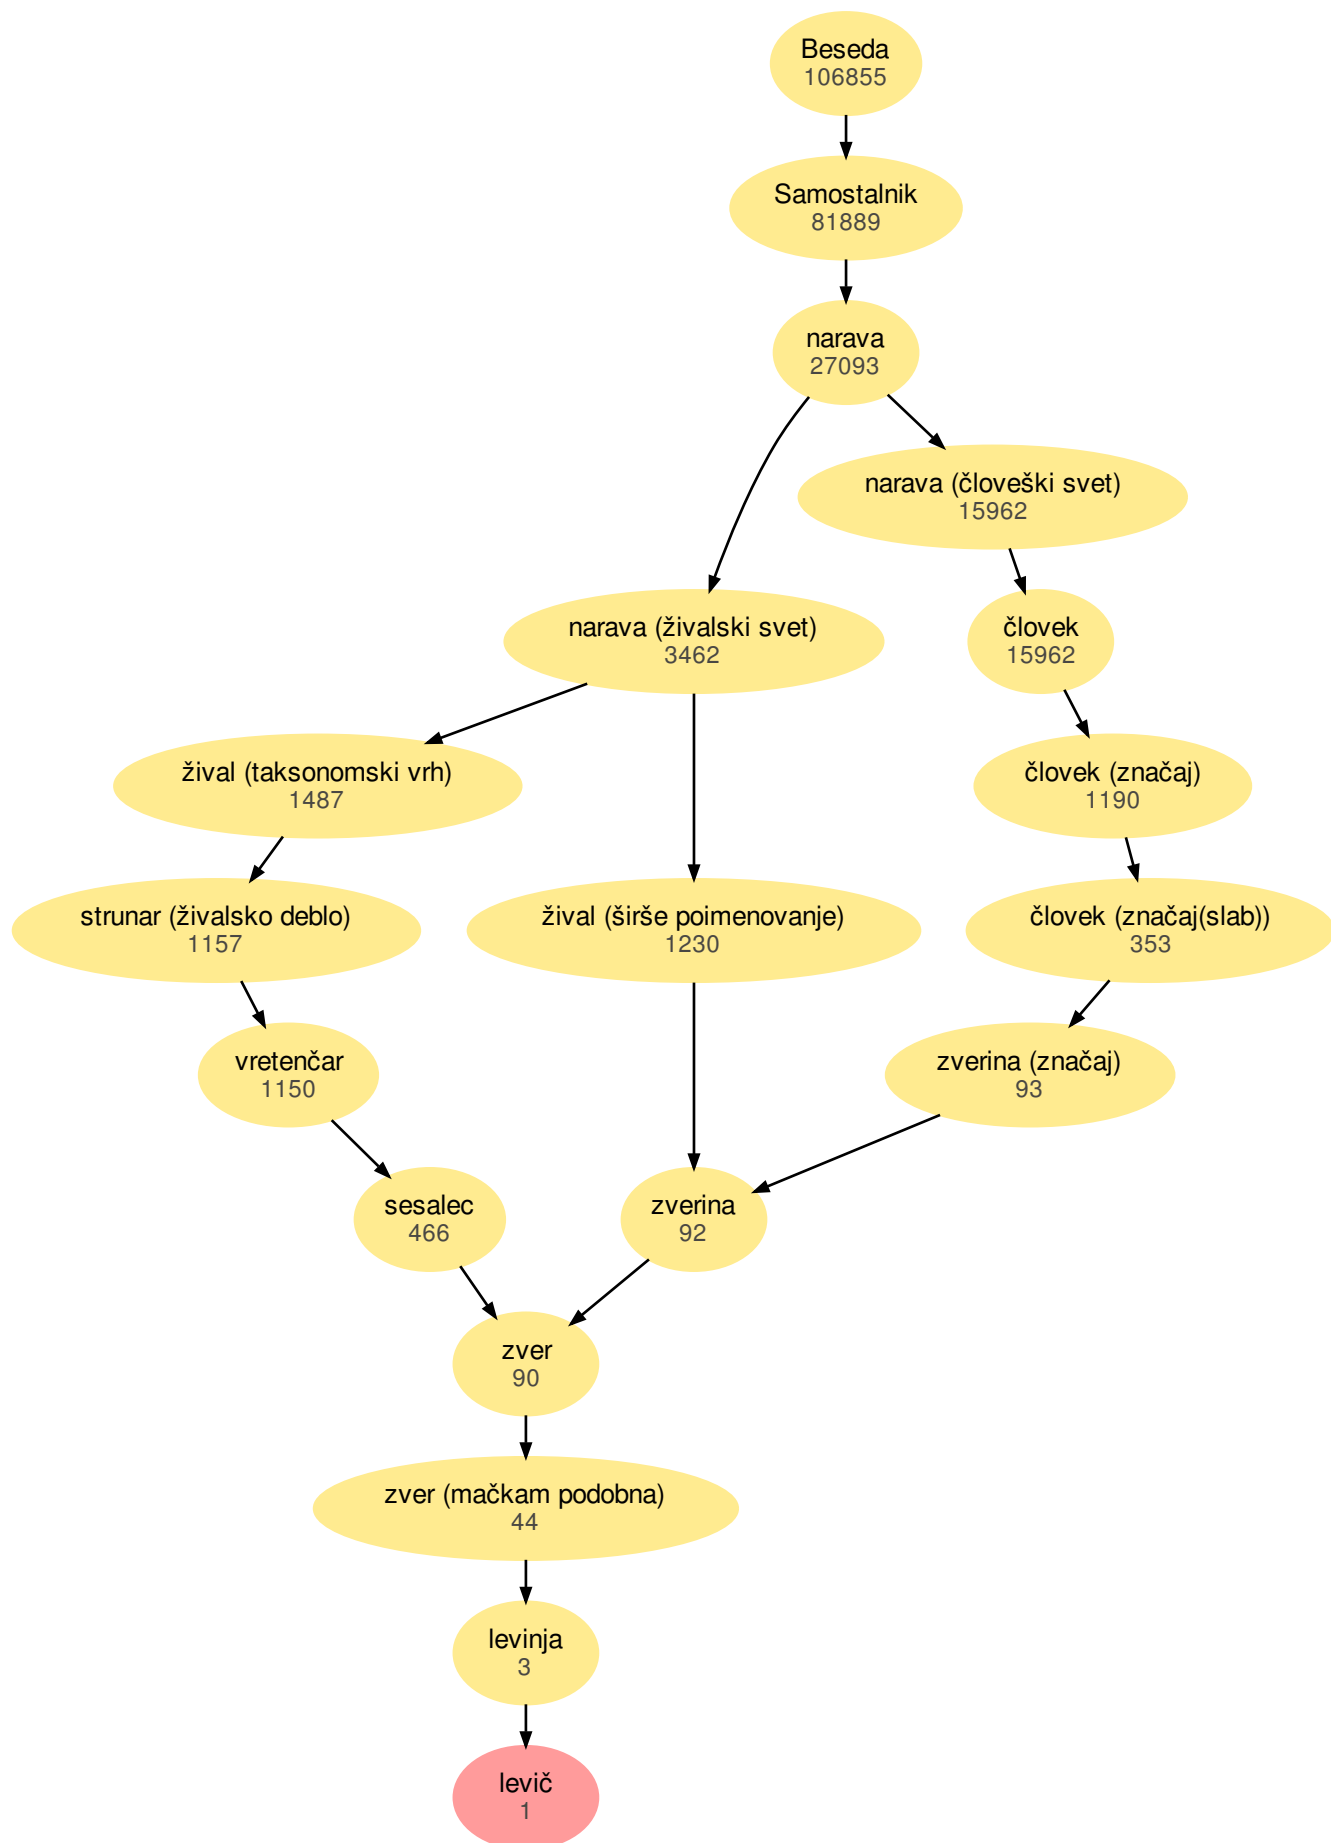 Beseda
106855
Samostalnik
81889
narava
27093
narava (človeški svet)
15962
narava (živalski svet)
3462
človek
15962
žival (taksonomski vrh)
1487
človek (značaj)
1190
strunar (živalsko deblo)
1157
žival (širše poimenovanje)
1230
človek (značaj(slab))
353
vretenčar
1150
zverina (značaj)
93
sesalec
466
zverina
92
zver
90
zver (mačkam podobna)
44
levinja
3
levič
1